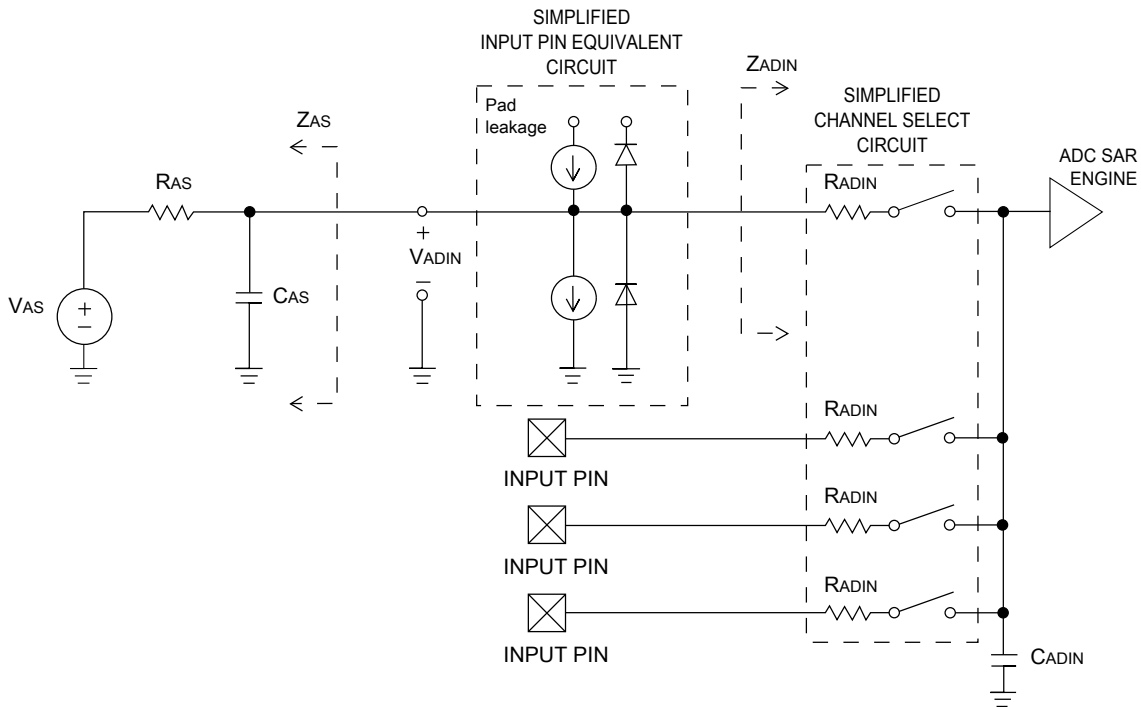 SIMPLIFIED
INPUT PIN EQUIVALENT
CIRCUIT
Pad
leakage
ZAS
RAS
VAS
+
–
CAS
+
VADIN
–
ZADIN
SIMPLIFIED
CHANNEL SELECT
CIRCUIT
RADIN
ADC SAR
ENGINE
RADIN
INPUT PIN
RADIN
INPUT PIN
RADIN
INPUT PIN
CADIN